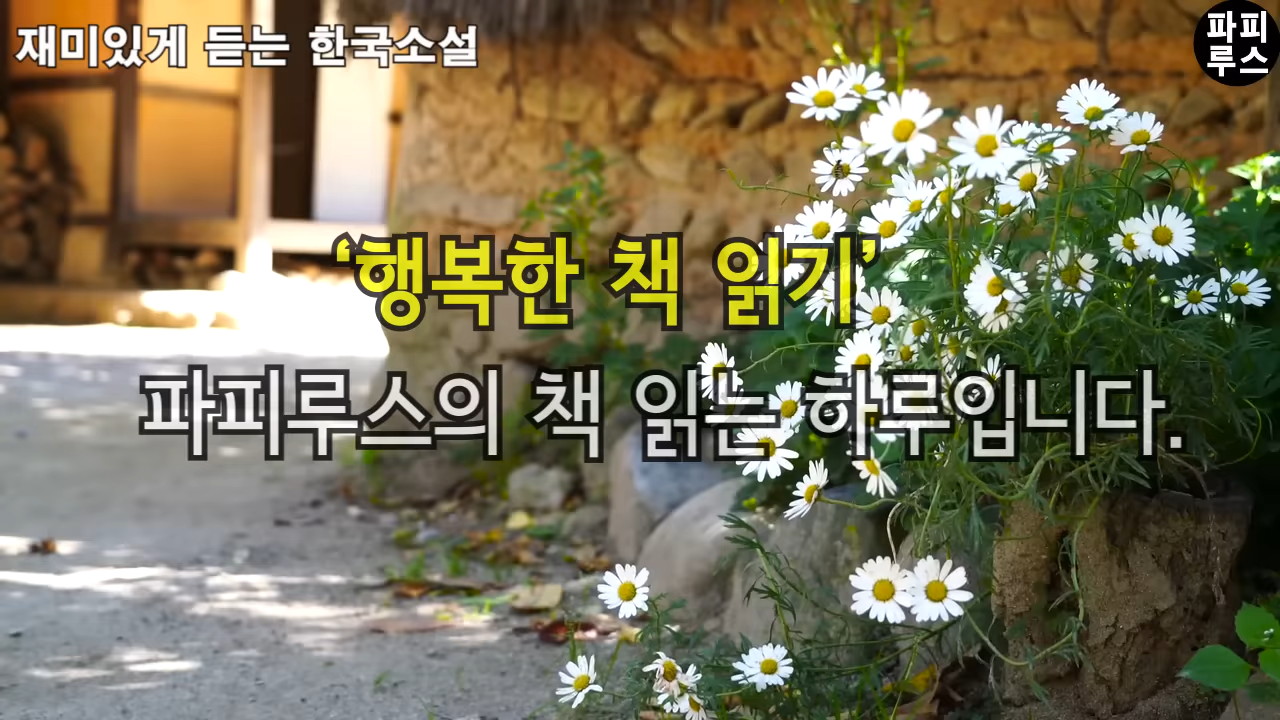 재미있게 듣는 한국소설
파피
루스
‘행복한 책 읽기’
파피루스의 책 읽는 하루입니다.